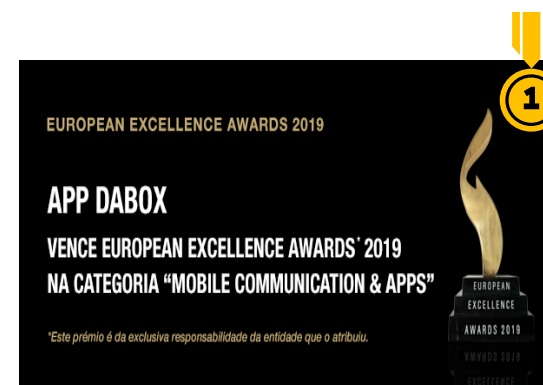 1
EUROPEAN EXCELLENCE AWARDS 2019
APP DABOX
VENCE EUROPEAN EXCELLENCE AWARDS* 2019
NA CATEGORIA “MOBILE COMMUNICATION & APPS”
*Este prémio é da exclusiva responsabilidade da entidade que o atribuiu.
EUROPEAN
EXCELLENCE
AWARDS 2019